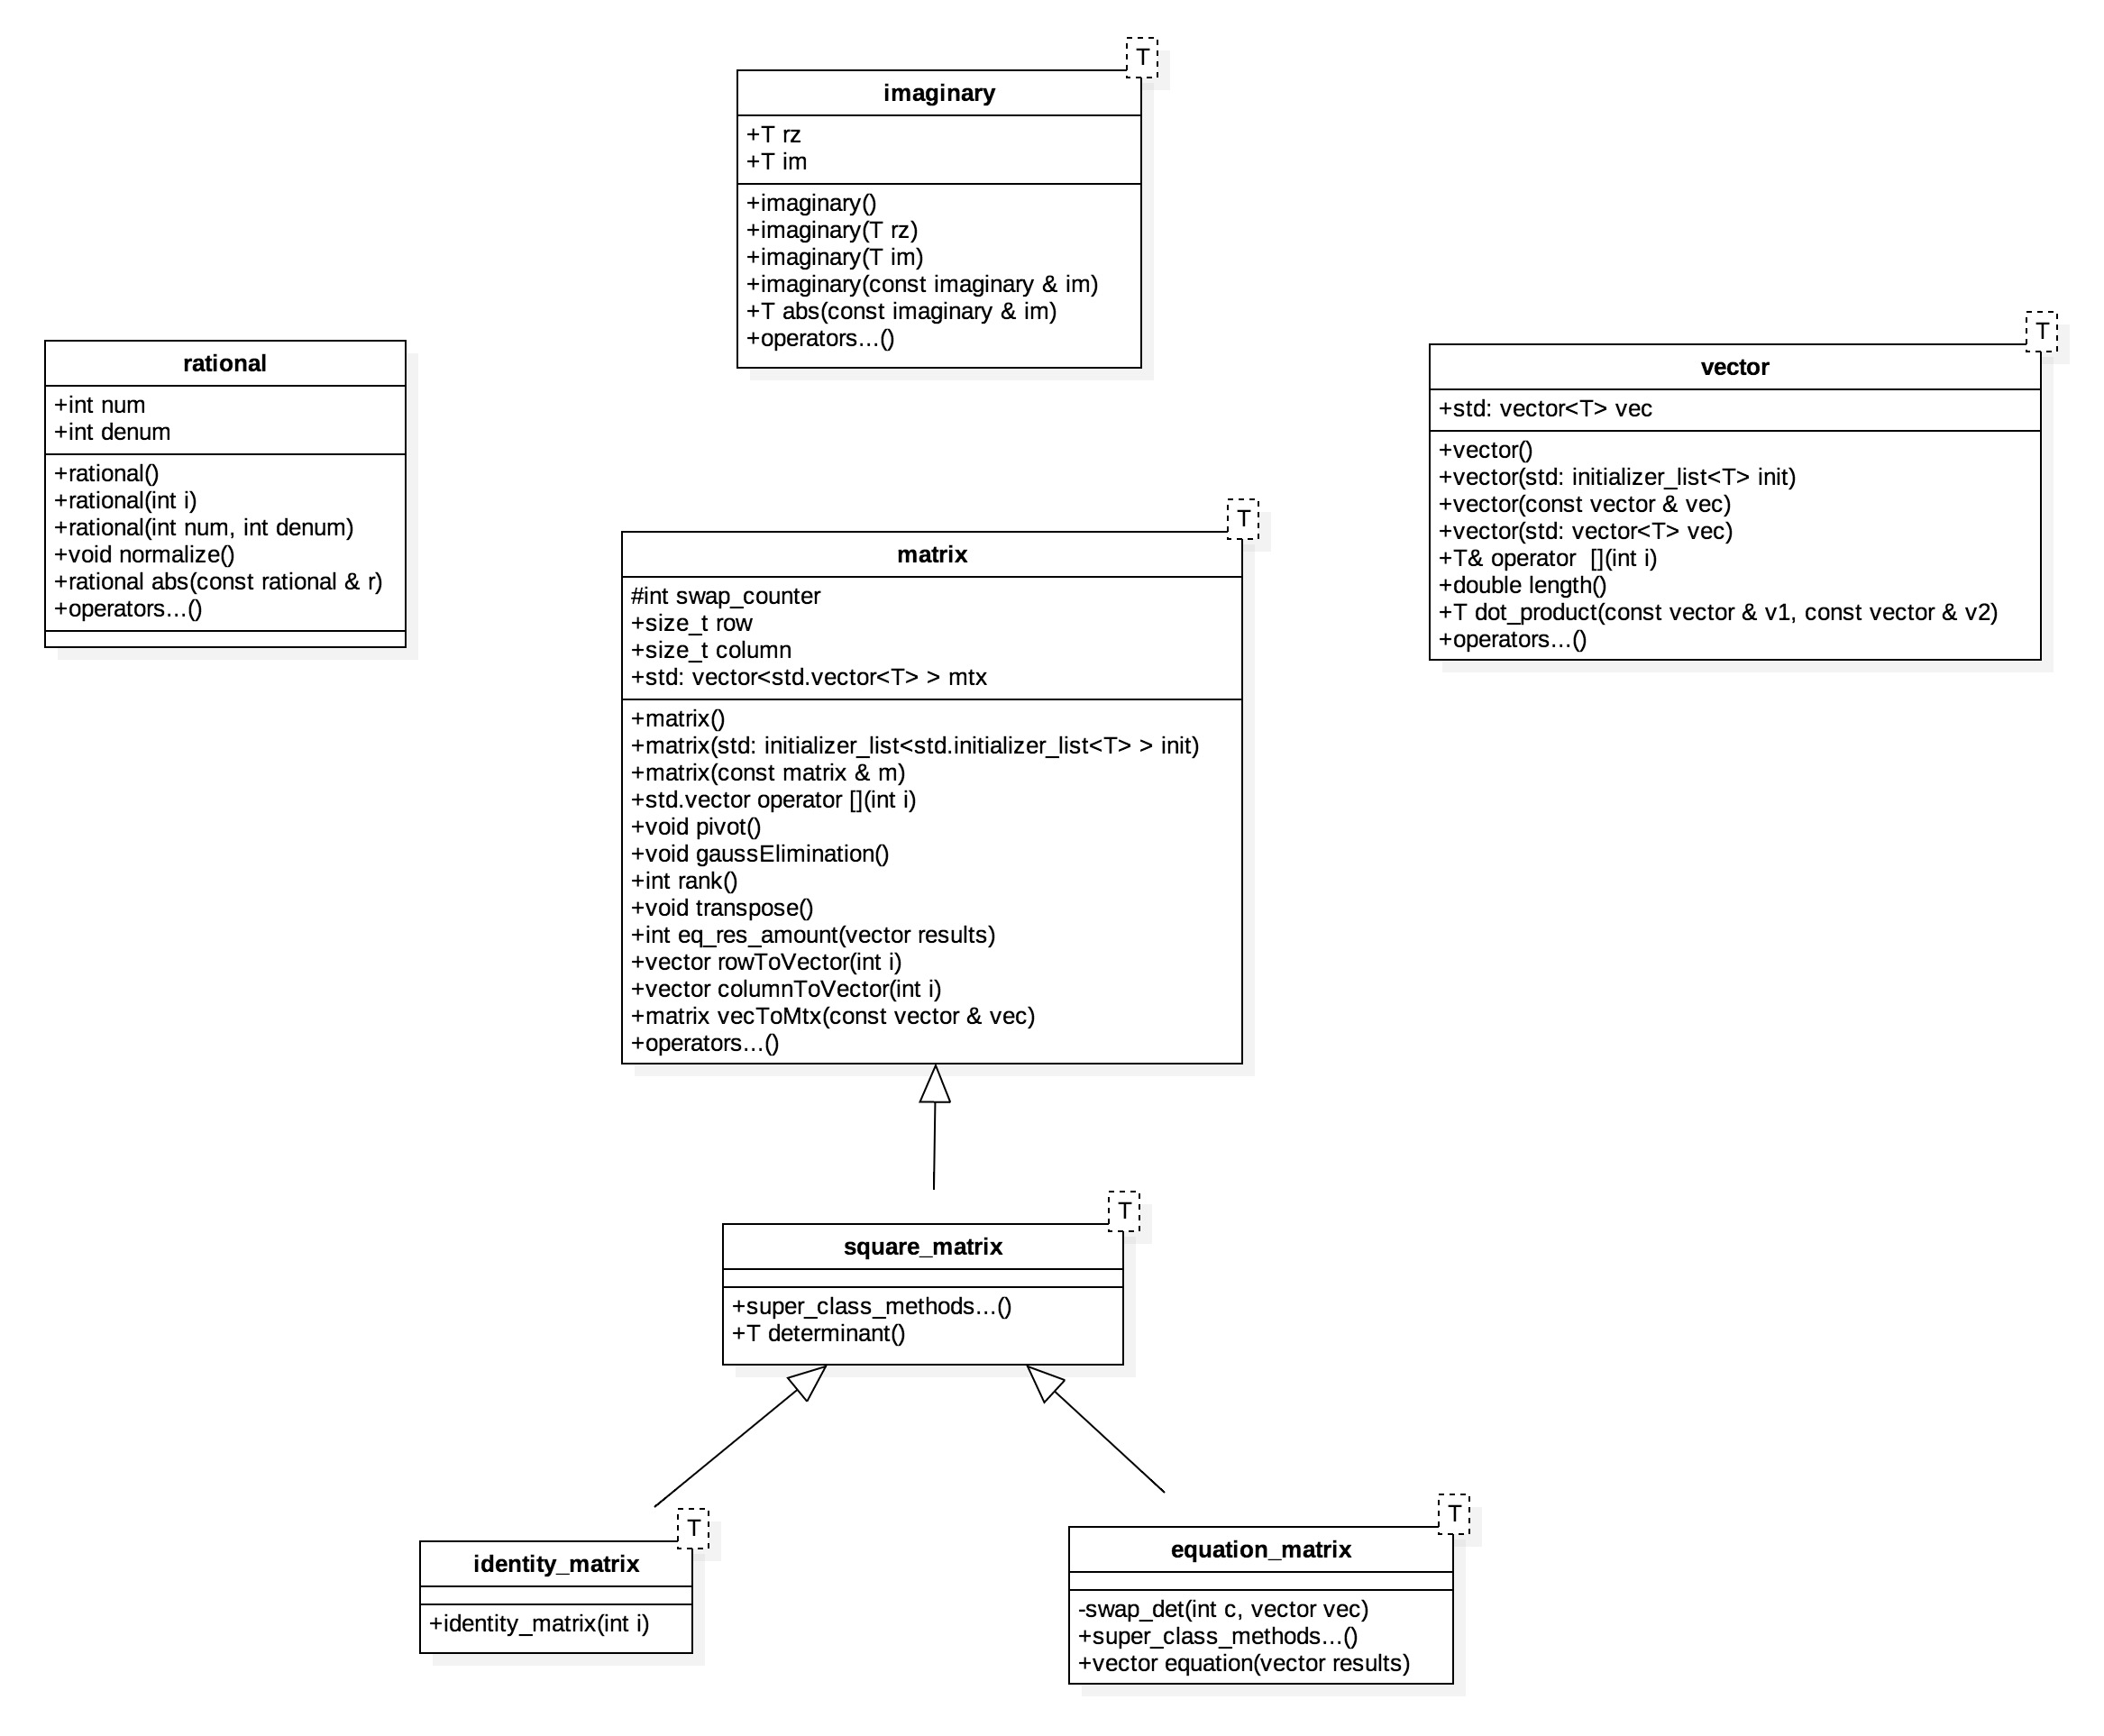 T
imaginary
+T rz
+T im
+imaginary()
+imaginary(T rz)
+imaginary(T im)
+imaginary(const imaginary & im)
+T abs(const imaginary & im)
+operators...()
rational
+int num
+int denum
+rational()
+rational(int i)
+rational(int num, int denum)
+void normalize()
+rational abs(const rational & r)
+operators...()
T
vector
+std: vector<T> vec
+vector()
+vector(std: initializer_list<T> init)
+vector(const vector & vec)
+vector(std: vector<T> vec)
+T& operator  [](int i)
+double length()
+T dot_product(const vector & v1, const vector & v2)
+operators...()
T
matrix
#int swap_counter
+size_t row
+size_t column
+std: vector<std.vector<T> > mtx
+matrix()
+matrix(std: initializer_list<std.initializer_list<T> > init)
+matrix(const matrix & m)
+std.vector operator [](int i)
+void pivot()
+void gaussElimination()
+int rank()
+void transpose()
+int eq_res_amount(vector results)
+vector rowToVector(int i)
+vector columnToVector(int i)
+matrix vecToMtx(const vector & vec)
+operators...()
T
square_matrix
+super_class_methods...()
+T determinant()
T
identity_matrix
+identity_matrix(int i)
T
equation_matrix
-swap_det(int c, vector vec)
+super_class_methods...()
+vector equation(vector results)